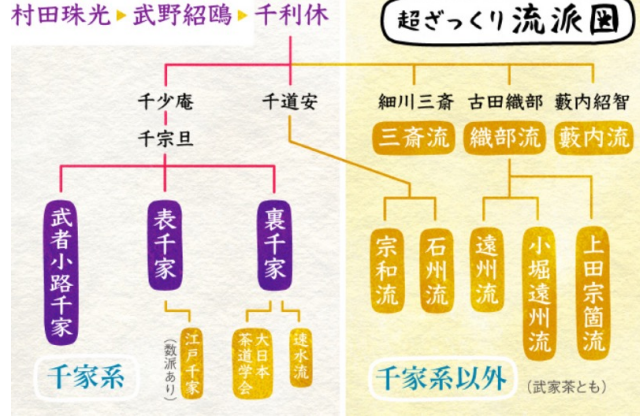 村田珠光▶武野紹鴎▶千利休
超ざっくり流派図
千少庵
千道安
細川三斎
古田織部
藪内紹智
千宗旦
三斎流
織部流
藪内流
武者小路千家
表千家
裏千家
宗和流
石州流
遠州流
小堀遠州流
上田宗箇流
(数派あり)
江戸千家
大日本
茶道学会
速水流
千家系
千家系以外
(武家茶とも)